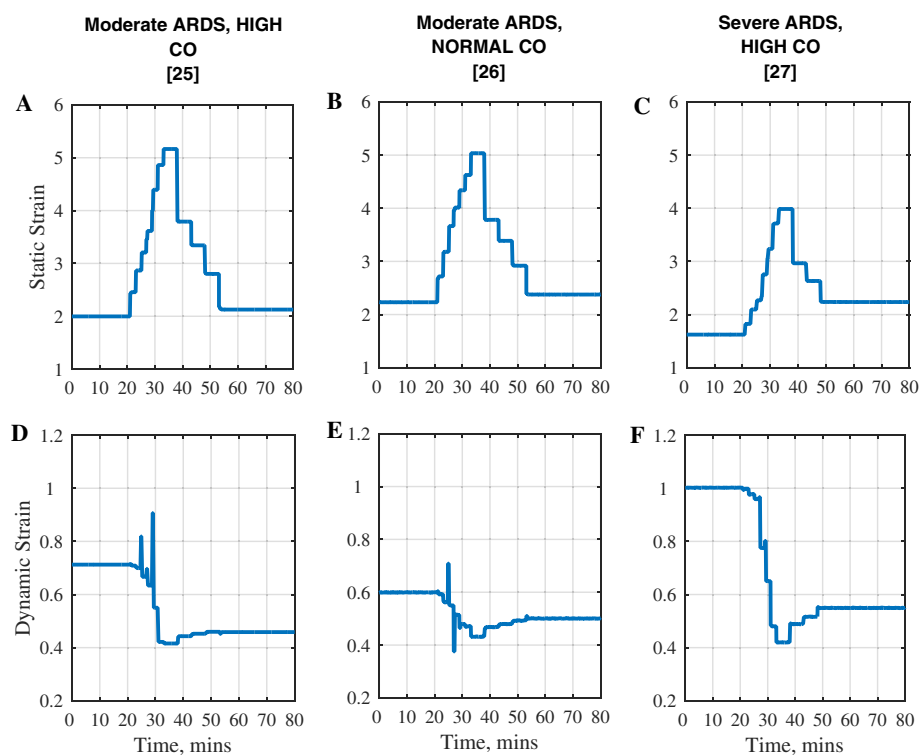 Moderate ARDS, HIGH
CO
[25]
Moderate ARDS,
NORMAL CO
[26]
Severe ARDS,
HIGH CO
[27]
A
6
5
4
3
2
1
Static Strain
0 10 20 30 40 50 60 70 80
B
6
5
4
3
2
1
0 10 20 30 40 50 60 70 80
C
6
5
4
3
2
1
0 10 20 30 40 50 60 70 80
D
1.2
1
0.8
0.6
0.4
0.2
Dynamic Strain
0 10 20 30 40 50 60 70 80
Time, mins
E
1.2
1
0.8
0.6
0.4
0.2
0 10 20 30 40 50 60 70 80
Time, mins
F
1.2
1
0.8
0.6
0.4
0.2
0 10 20 30 40 50 60 70 80
Time, mins